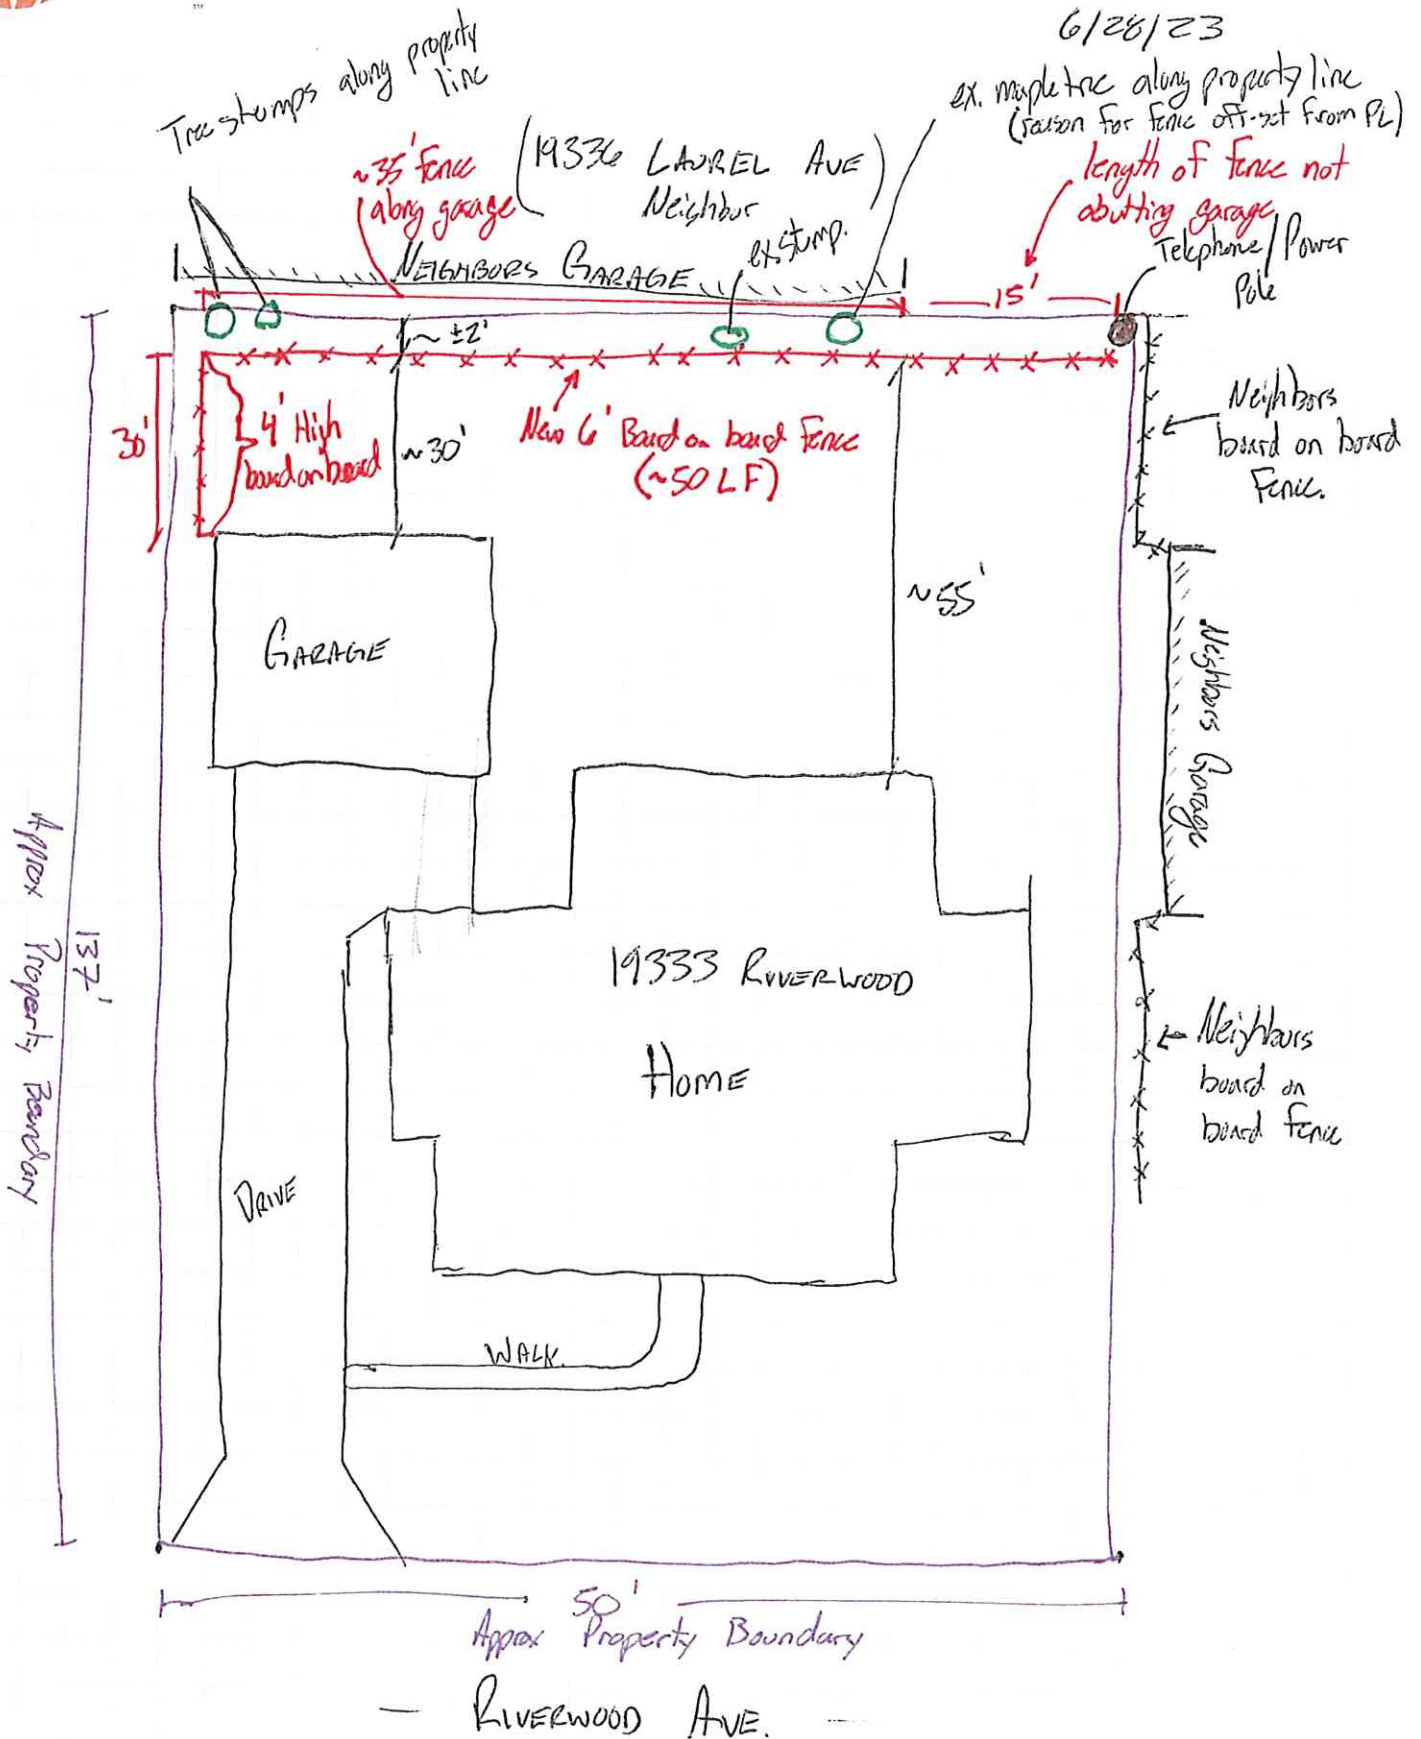 6/28/23
Tree stumps along property
line
ex. maple tree along property line
(reason for fence off-set from PL)
~35' fence
along garage
(19336 LAUREL AVE)
Neighbor
length of fence not
abutting garage
NEIGHBORS GARAGE
ex. stump.
15'
Telephone/Power
Pole
~ ±2'
30'
4' High
board on board
~30'
New 6' Board on board fence
(~50 LF)
Neighbors
board on board
Fence.
~55'
GARAGE
Neighbors Garage
137'
Approx Property Boundary
19333 RIVERWOOD
HOME
Neighbors
board on
board fence
DRIVE
WALK.
50'
Approx Property Boundary
— RIVERWOOD AVE. —